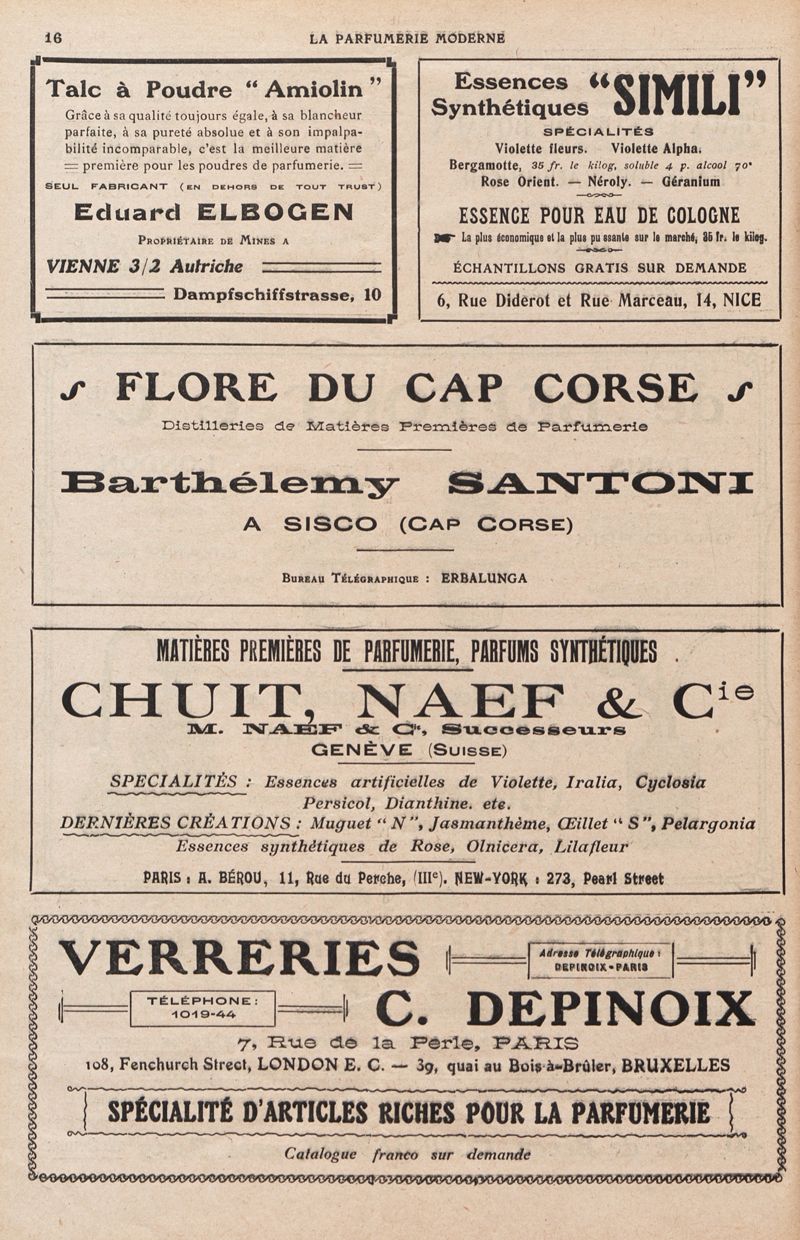 16
LA PARFUMERIE MODERNE
Talc à Poudre “ Amiolin ”
Grâce à sa qualité toujours égale, à sa blancheur
parfaite, à sa pureté absolue et à son impalpa-
bilité incomparable, c'est la meilleure matière
première pour les poudres de parfumerie.
SEUL FABRICANT (EN DEHORS DE TOUT TRUST)
Eduard ELBOGEN
PROPRIÉTAIRE DE MINES A
VIENNE 3/2 Autriche
Dampfschiffstrasse, 10
Essences “SIMILI”
Synthétiques
SPÉCIALITÉS
Violette fleurs. Violette Alpha.
Bergamotte, 35 fr. le kilog, soluble 4 p. alcool 70°
Rose Orient. — Néroly. — Géranium
ESSENCE POUR EAU DE COLOGNE
La plus économique et la plus puissante sur le marché, 35 fr. le kilog.
ÉCHANTILLONS GRATIS SUR DEMANDE
6, Rue Diderot et Rue Marceau, 14, NICE
FLORE DU CAP CORSE
Distilleries de Matières Premières de Parfumerie
Barthélemy SANTONI
A SISCO (CAP CORSE)
BUREAU TÉLÉGRAPHIQUE : ERBALUNGA
MATIÈRES PREMIÈRES DE PARFUMERIE, PARFUMS SYNTHÉTIQUES .
CHUIT, NAEF & Cie
M. NAEF & Cie, Successeurs
GENÈVE (SUISSE)
SPECIALITÉS : Essences artificielles de Violette, Iralia, Cyclosia
Persicol, Dianthine. etc.
DERNIÈRES CRÉATIONS : Muguet “ N ”, Jasmanthème, Œillet “ S ”, Pelargonia
Essences synthétiques de Rose, Olnicera, Lilafleur
PARIS : A. BÉROU, 11, Rue du Perche, (IIIe). NEW-YORK : 273, Pearl Street
VERRERIES
Adresse Télégraphique :
DEPINOIX-PARIS
TÉLÉPHONE :
1019-44
C. DEPINOIX
7, Rue de la Perle, PARIS
108, Fenchurch Street, LONDON E. C. — 39, quai au Bois-à-Brûler, BRUXELLES
SPÉCIALITÉ D'ARTICLES RICHES POUR LA PARFUMERIE
Catalogue franco sur demande